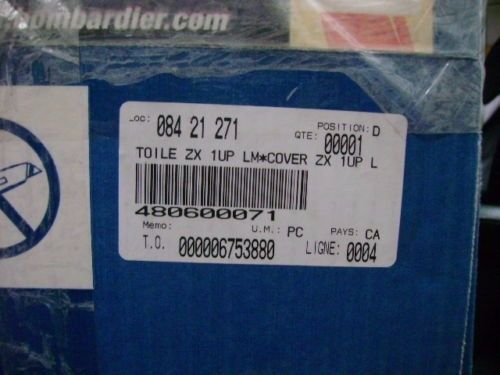 bombardier.com
LOC: 084 21 271 POSITION: D
QTE: 00001
TOILE ZX 1UP LM*COVER ZX 1UP L
480600071
Memo: U.M.: PC PAYS: CA
T.O. 000006753880 LIGNE: 0004